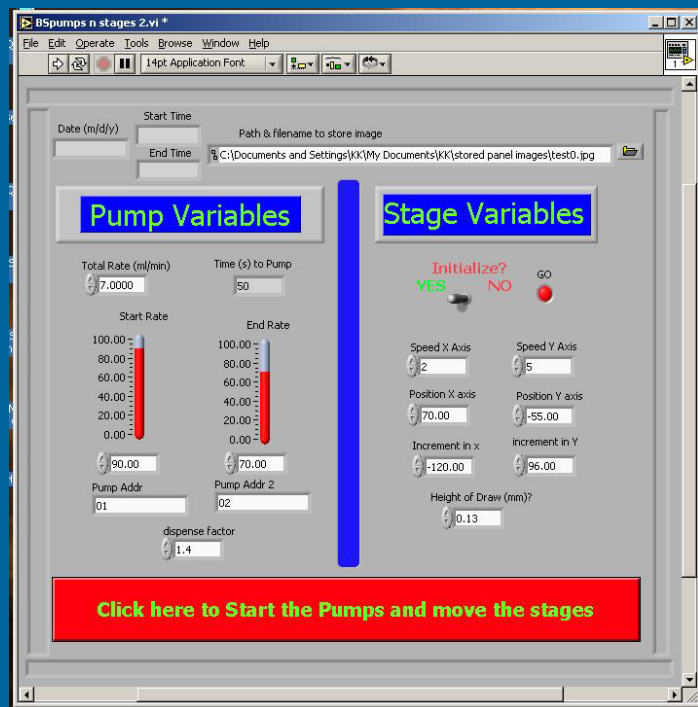 BSpumps n stages 2.vi *
File Edit Operate Tools Browse Window Help
14pt Application Font
1
Date (m/d/y)
Start Time
End Time
Path & filename to store image
C:\Documents and Settings\KK\My Documents\KK\stored panel images\test0.jpg
Pump Variables
Stage Variables
Total Rate (ml/min)
7.0000
Time (s) to Pump
50
Start Rate
100.00
80.00
60.00
40.00
20.00
0.00
90.00
End Rate
100.00
80.00
60.00
40.00
20.00
0.00
70.00
Pump Addr
01
Pump Addr 2
02
dispense factor
1.4
Initialize?
YES NO
GO
Speed X Axis
2
Speed Y Axis
5
Position X axis
70.00
Position Y axis
-55.00
Increment in x
-120.00
increment in Y
96.00
Height of Draw (mm)?
0.13
Click here to Start the Pumps and move the stages